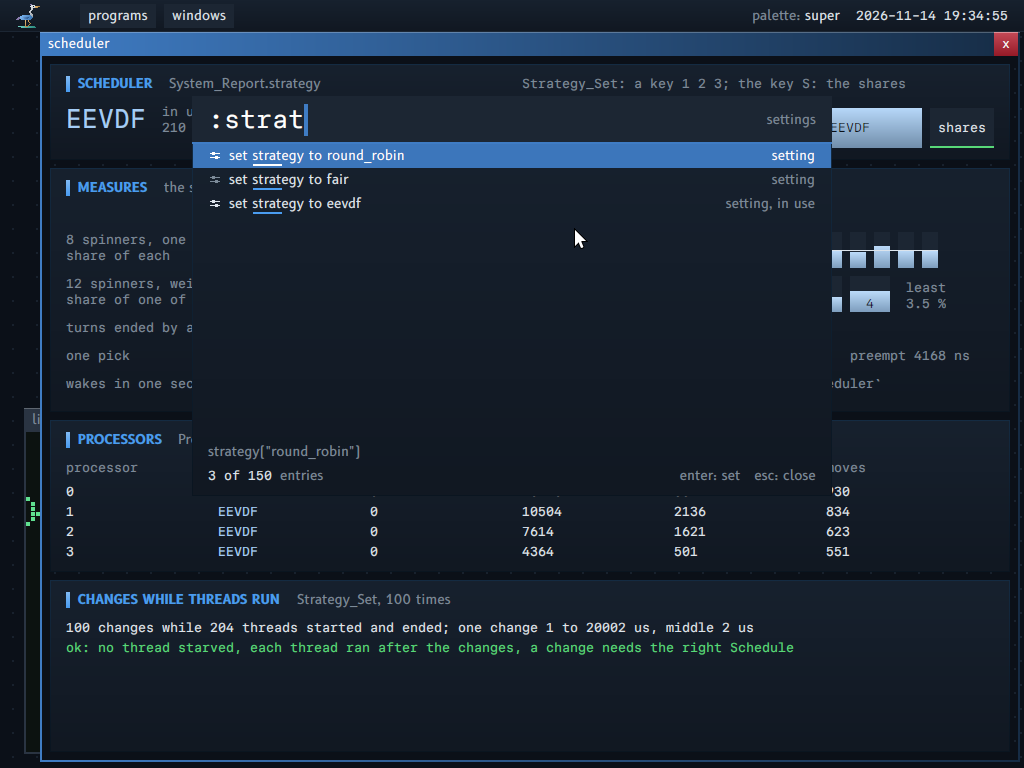 programs windows palette: super 2026-11-14 19:34:55
scheduler x
SCHEDULER System_Report.strategy Strategy_Set: a key 1 2 3; the key S: the shares
EEVDF in
210
:strat settings
EEVDF shares
set strategy to round_robin setting
set strategy to fair setting
set strategy to eevdf setting, in use
MEASURES the
8 spinners, one
share of each
12 spinners,
share of one of
4 least
3.5 %
turns ended by
one pick preempt 4168 ns
wakes in one
strategy["round_robin"]
3 of 150 entries enter: set esc: close
PROCESSORS
processor
0 30
1 EEVDF 0 10504 2136 834
2 EEVDF 0 7614 1621 623
3 EEVDF 0 4364 501 551
CHANGES WHILE THREADS RUN Strategy_Set, 100 times
100 changes while 204 threads started and ended; one change 1 to 20002 us, middle 2 us
ok: no thread starved, each thread ran after the changes, a change needs the right Schedule